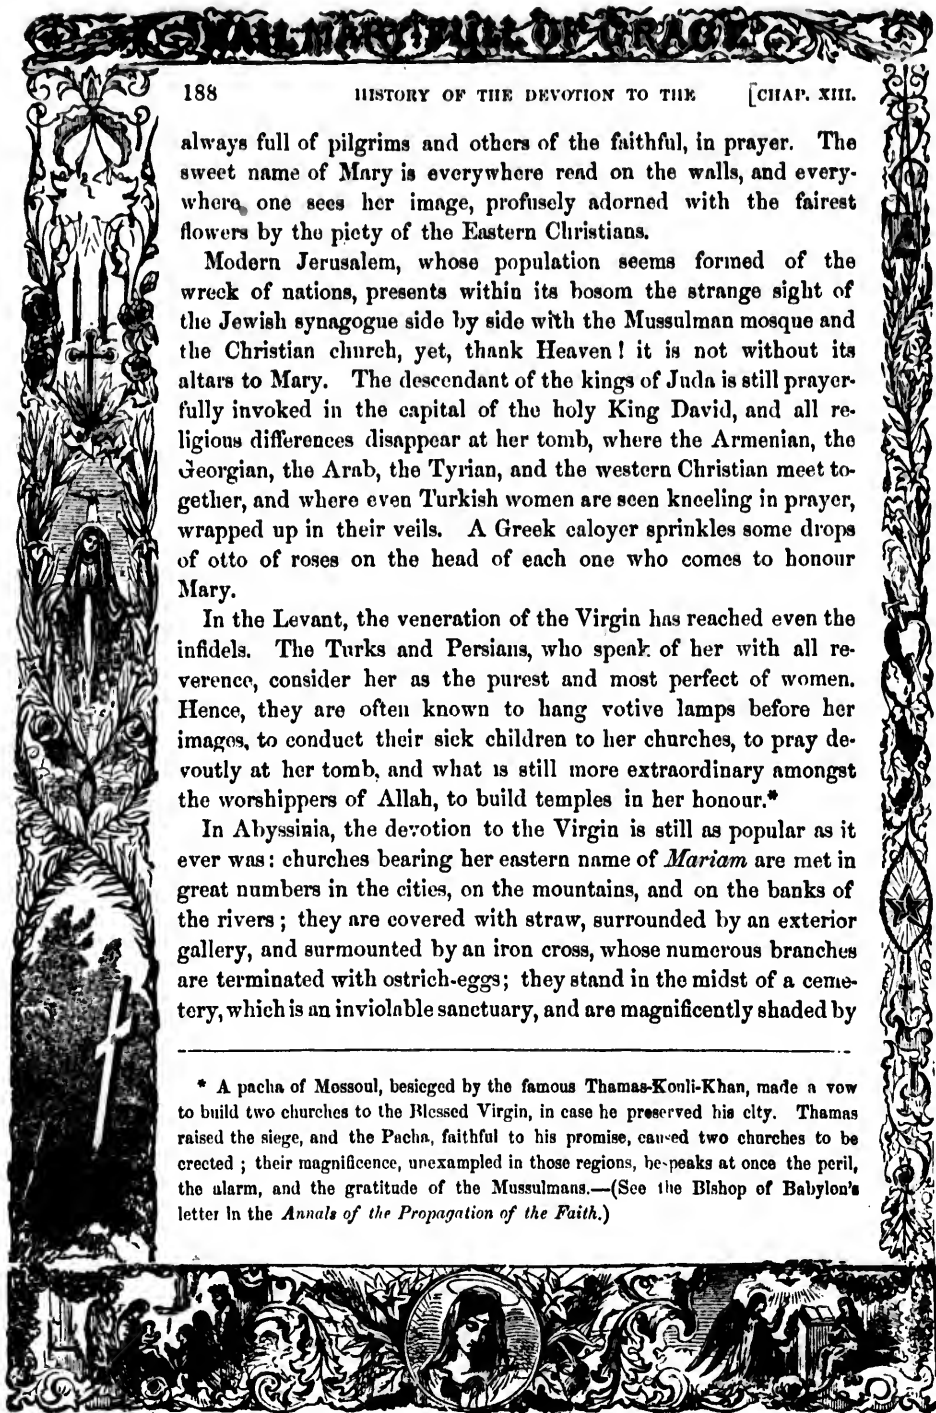 HAIL MARY FULL OF GRACE
188 HISTORY OF THE DEVOTION TO THE [CHAP. XIII.
always full of pilgrims and others of the faithful, in prayer. The
sweet name of Mary is everywhere read on the walls, and every-
where one sees her image, profusely adorned with the fairest
flowers by the piety of the Eastern Christians.
Modern Jerusalem, whose population seems formed of the
wreck of nations, presents within its bosom the strange sight of
the Jewish synagogue side by side with the Mussulman mosque and
the Christian church, yet, thank Heaven! it is not without its
altars to Mary. The descendant of the kings of Juda is still prayer-
fully invoked in the capital of the holy King David, and all re-
ligious differences disappear at her tomb, where the Armenian, the
Georgian, the Arab, the Tyrian, and the western Christian meet to-
gether, and where even Turkish women are seen kneeling in prayer,
wrapped up in their veils. A Greek caloyer sprinkles some drops
of otto of roses on the head of each one who comes to honour
Mary.
In the Levant, the veneration of the Virgin has reached even the
infidels. The Turks and Persians, who speak of her with all re-
verence, consider her as the purest and most perfect of women.
Hence, they are often known to hang votive lamps before her
images, to conduct their sick children to her churches, to pray de-
voutly at her tomb, and what is still more extraordinary amongst
the worshippers of Allah, to build temples in her honour.*
In Abyssinia, the devotion to the Virgin is still as popular as it
ever was: churches bearing her eastern name of Mariam are met in
great numbers in the cities, on the mountains, and on the banks of
the rivers; they are covered with straw, surrounded by an exterior
gallery, and surmounted by an iron cross, whose numerous branches
are terminated with ostrich-eggs; they stand in the midst of a ceme-
tery, which is an inviolable sanctuary, and are magnificently shaded by
* A pacha of Mossoul, besieged by the famous Thamas-Konli-Khan, made a vow
to build two churches to the Blessed Virgin, in case he preserved his city. Thamas
raised the siege, and the Pacha, faithful to his promise, caused two churches to be
erected; their magnificence, unexampled in those regions, bespeaks at once the peril,
the alarm, and the gratitude of the Mussulmans.—(See the Bishop of Babylon's
letter in the Annals of the Propagation of the Faith.)